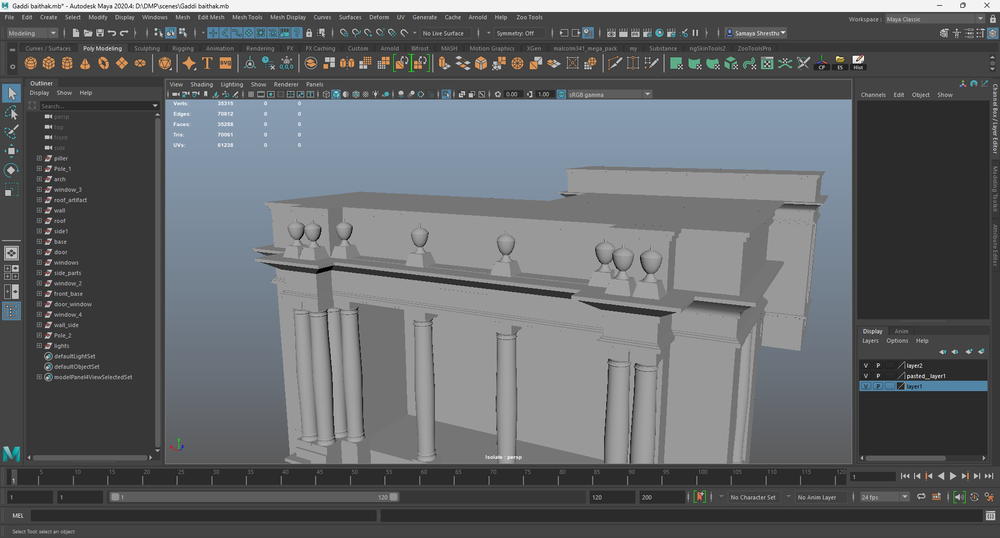 Gaddi baithak.mb* - Autodesk Maya 2020.4: D:\DMP\scenes\Gaddi baithak.mb
File Edit Create Select Modify Display Windows Mesh Edit Mesh Mesh Tools Mesh Display Curves Surfaces Deform UV Generate Cache Arnold Help Zoo Tools
Workspace : Maya Classic
Modeling
No Live Surface
Symmetry: Off
IPR
Samaya Shrestha
Curves / Surfaces Poly Modeling Sculpting Rigging Animation Rendering FX FX Caching Custom Arnold Bifrost MASH Motion Graphics XGen malcolm341_mega_pack my Substance ngSkinTools2 ZooToolsPro
T svg 0,0,0 CP ES Hist
Outliner
Display Show Help
Search...
persp
top
front
side
piller
Pole_1
arch
window_3
roof_artifact
wall
roof
side1
base
door
windows
side_parts
window_2
front_base
door_window
window_4
wall_side
Pole_2
lights
defaultLightSet
defaultObjectSet
modelPanel4ViewSelectedSet
View Shading Lighting Show Renderer Panels
0.00 1.00 ON sRGB gamma
Verts: 35315 0 0
Edges: 70812 0 0
Faces: 35288 0 0
Tris: 70061 0 0
UVs: 61238 0 0
y
x z
Isolate : persp
Channels Edit Object Show
Channel Box / Layer Editor
Modeling Toolkit
Attribute Editor
Display Anim
Layers Options Help
V P layer2
V P pasted__layer1
V P layer1
1 5 10 15 20 25 30 35 40 45 50 55 60 65 70 75 80 85 90 95 100 105 110 115 120
1
1 1 1 120 120 200 No Character Set No Anim Layer 24 fps
MEL
Select Tool: select an object